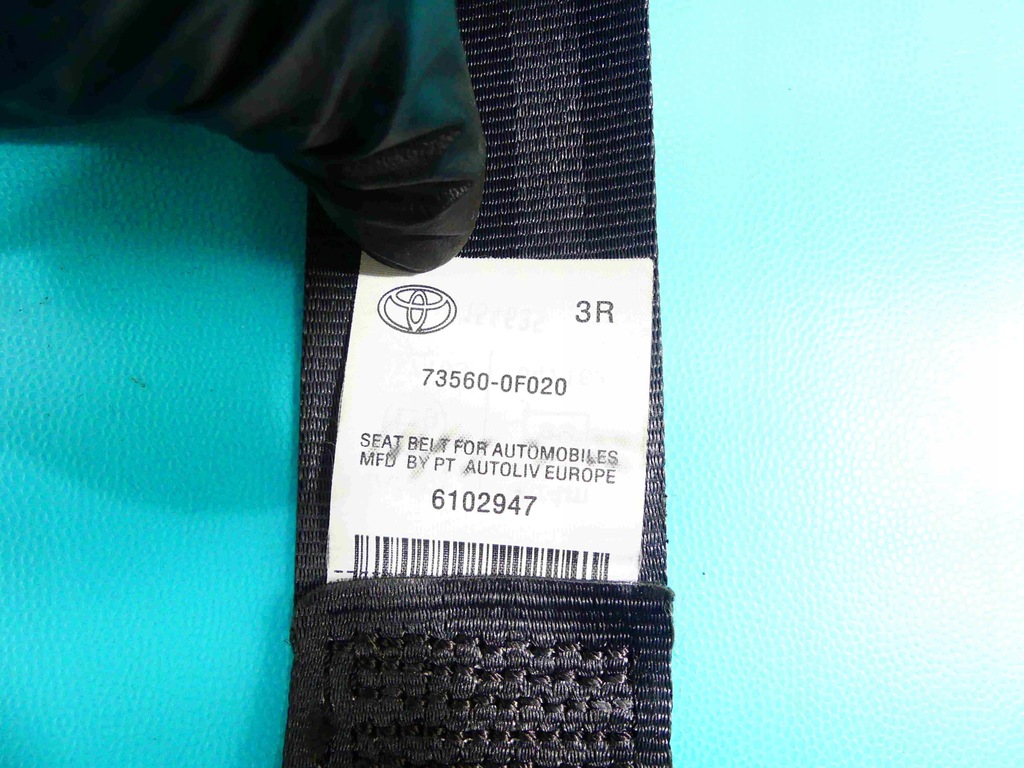 3R
73560-0F020
SEAT BELT FOR AUTOMOBILES
MFD BY PT AUTOLIV EUROPE
6102947